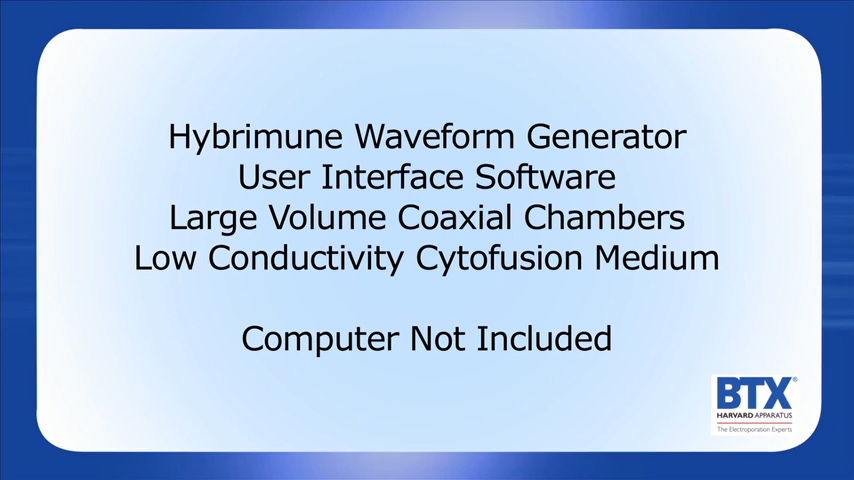 Hybrimune Waveform Generator
User Interface Software
Large Volume Coaxial Chambers
Low Conductivity Cytofusion Medium
Computer Not Included
BTX®
HARVARD APPARATUS
The Electroporation Experts